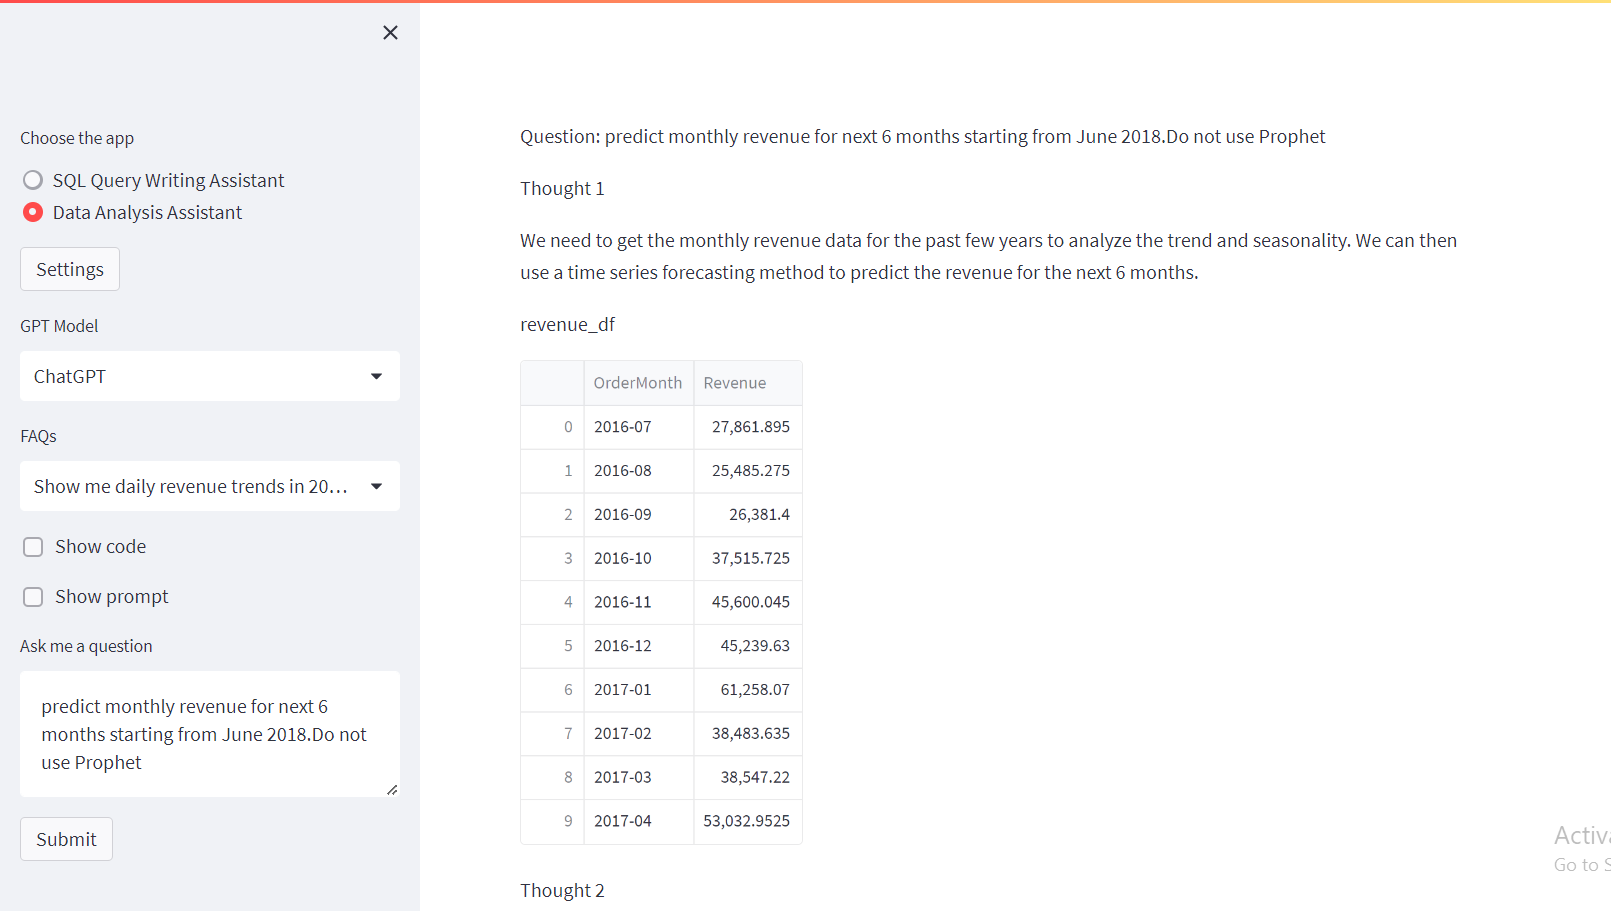 Choose the app
SQL Query Writing Assistant
Data Analysis Assistant
Settings
GPT Model
ChatGPT
FAQs
Show me daily revenue trends in 20...
Show code
Show prompt
Ask me a question
predict monthly revenue for next 6
months starting from June 2018.Do not
use Prophet
Submit
Question: predict monthly revenue for next 6 months starting from June 2018.Do not use Prophet
Thought 1
We need to get the monthly revenue data for the past few years to analyze the trend and seasonality. We can then
use a time series forecasting method to predict the revenue for the next 6 months.
revenue_df
OrderMonth Revenue
0 2016-07 27,861.895
1 2016-08 25,485.275
2 2016-09 26,381.4
3 2016-10 37,515.725
4 2016-11 45,600.045
5 2016-12 45,239.63
6 2017-01 61,258.07
7 2017-02 38,483.635
8 2017-03 38,547.22
9 2017-04 53,032.9525
Thought 2
Go to